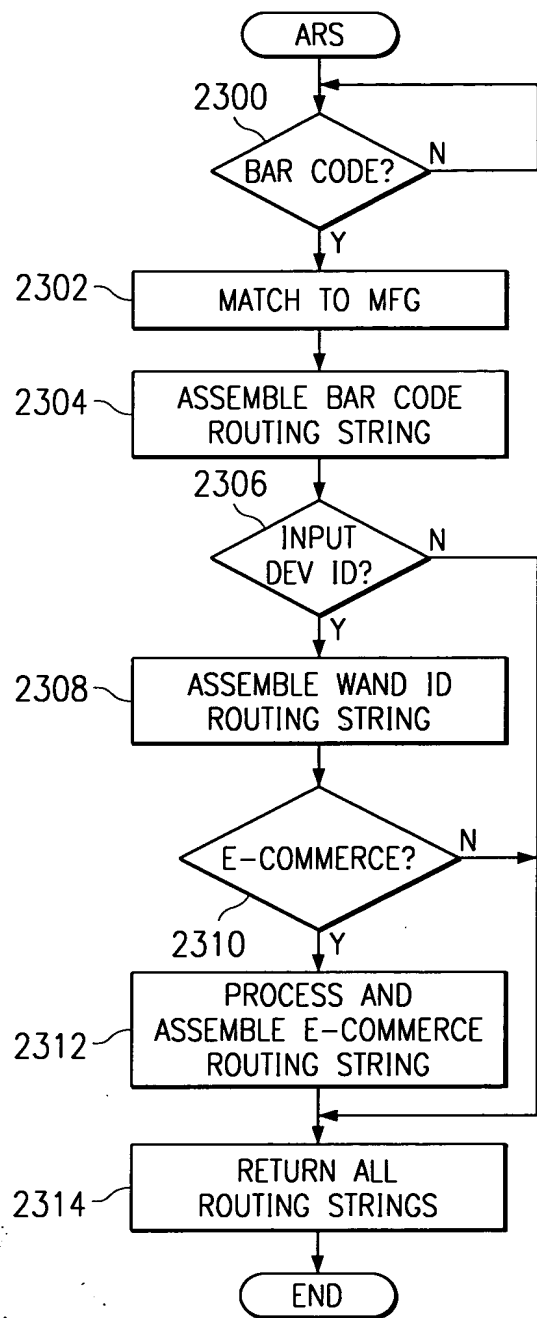 ARS
2300
BAR CODE?
N
Y
2302
MATCH TO MFG
2304
ASSEMBLE BAR CODE
ROUTING STRING
2306
INPUT
DEV ID?
N
Y
2308
ASSEMBLE WAND ID
ROUTING STRING
E-COMMERCE?
N
2310
Y
2312
PROCESS AND
ASSEMBLE E-COMMERCE
ROUTING STRING
2314
RETURN ALL
ROUTING STRINGS
END